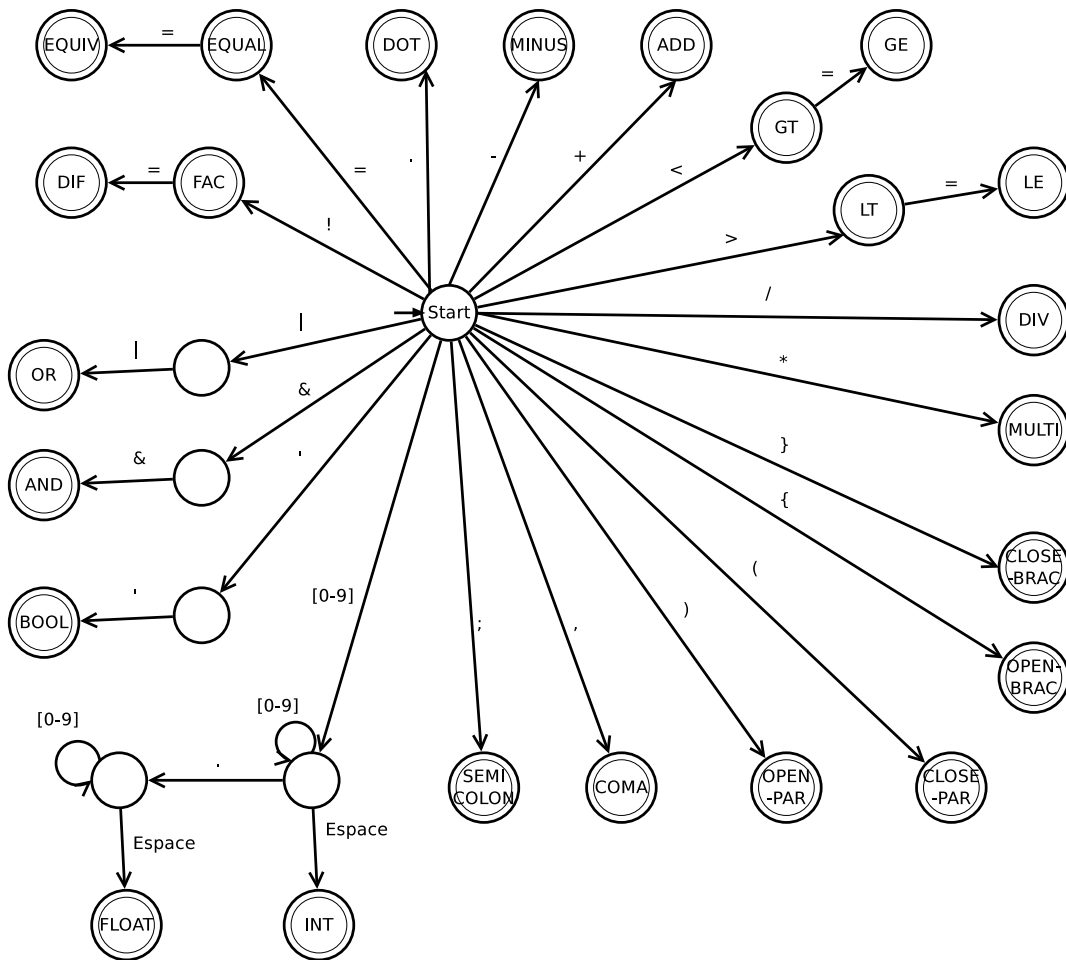 EQUIV
=
EQUAL
DOT
MINUS
ADD
GE
=
GT
DIF
=
FAC
!
=
.
-
+
<
>
LT
=
LE
Start
/
DIV
|
|
OR
*
MULTI
&
&
AND
'
'
BOOL
}
{
CLOSE
-BRAC
OPEN-
BRAC
[0-9]
;
,
)
(
[0-9]
[0-9]
.
SEMI
COLON
COMA
OPEN
-PAR
CLOSE
-PAR
Espace
Espace
FLOAT
INT